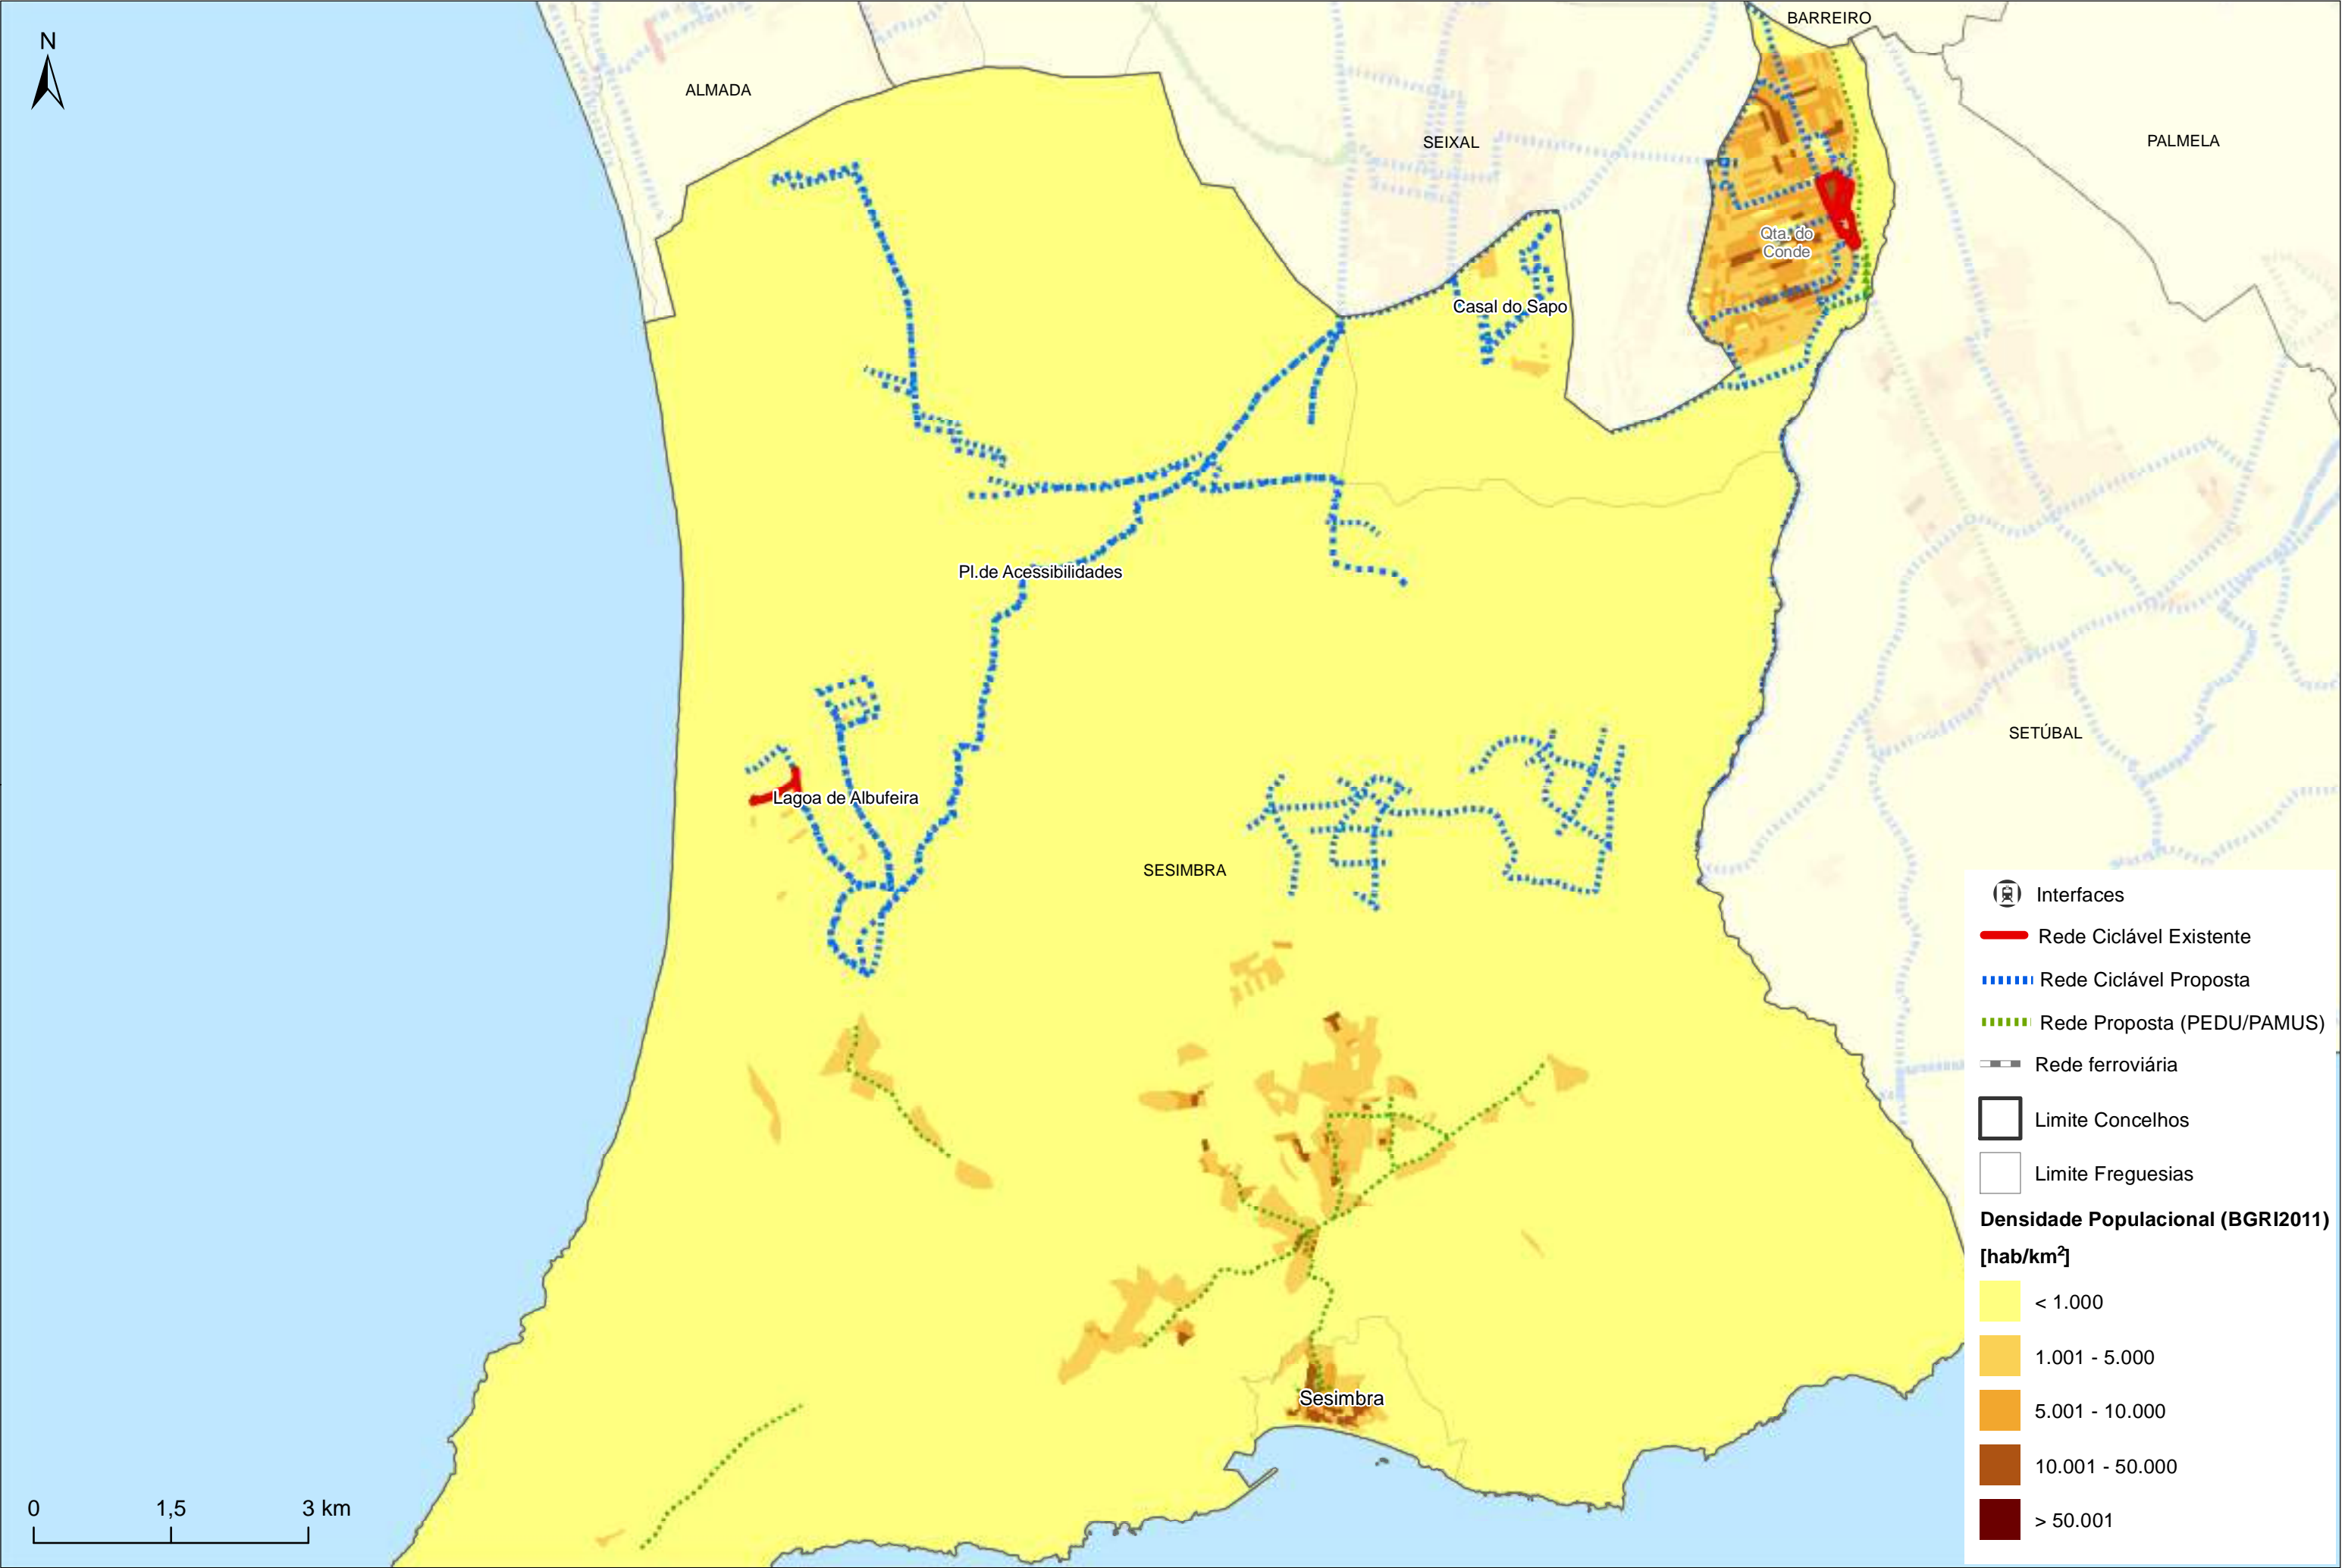 N
BARREIRO
ALMADA
SEIXAL
PALMELA
Qta. do
Conde
Casal do Sapo
Pl.de Acessibilidades
SETÚBAL
Lagoa de Albufeira
SESIMBRA
Sesimbra
Interfaces
Rede Ciclável Existente
Rede Ciclável Proposta
Rede Proposta (PEDU/PAMUS)
Rede ferroviária
Limite Concelhos
Limite Freguesias
Densidade Populacional (BGRI2011)
[hab/km²]
< 1.000
1.001 - 5.000
5.001 - 10.000
10.001 - 50.000
> 50.001
0 1,5 3 km